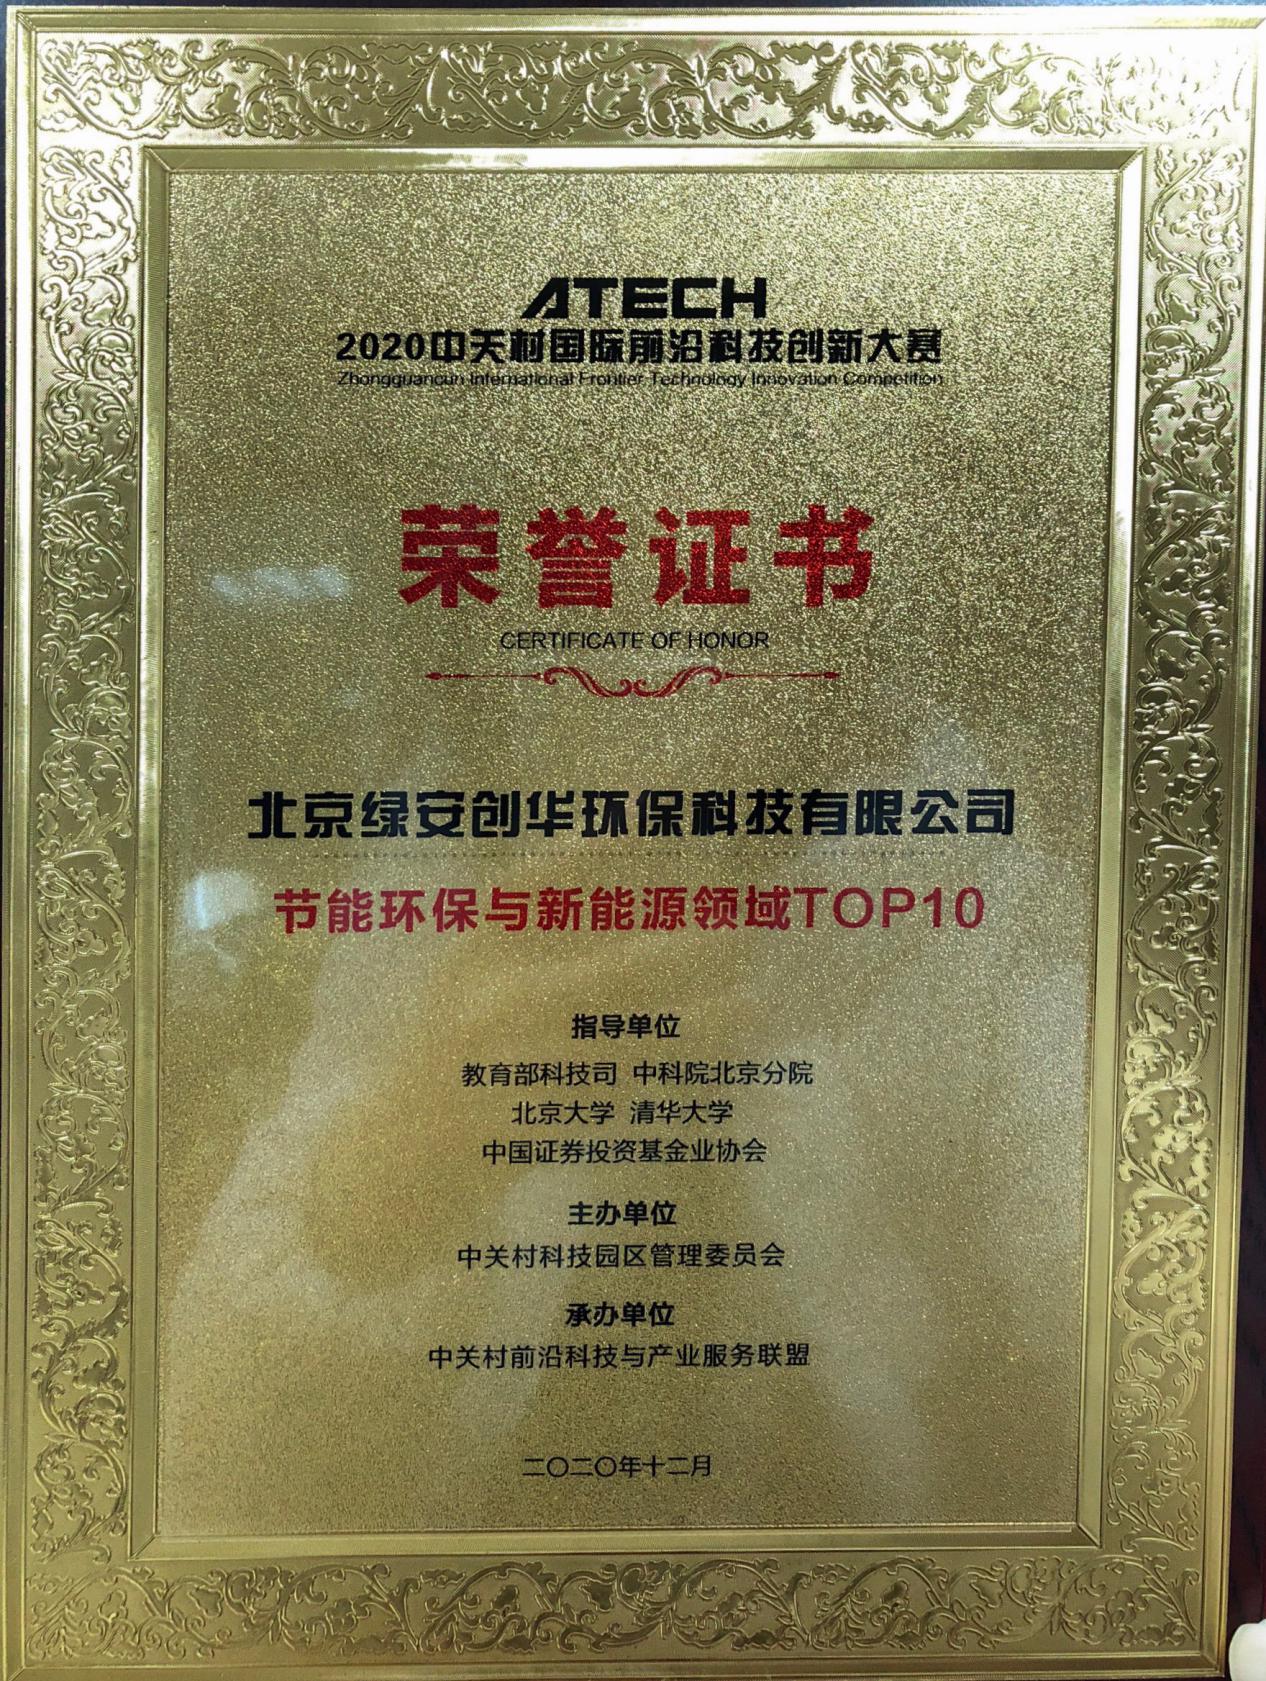 ATECH
2020中关村国际前沿科技创新大赛
Zhongguancun International Frontier Technology Innovation Competition
荣誉证书
CERTIFICATE OF HONOR
北京绿安创华环保科技有限公司
节能环保与新能源领域TOP10
指导单位
教育部科技司 中科院北京分院
北京大学 清华大学
中国证券投资基金业协会
主办单位
中关村科技园区管理委员会
承办单位
中关村前沿科技与产业服务联盟
二〇二〇年十二月